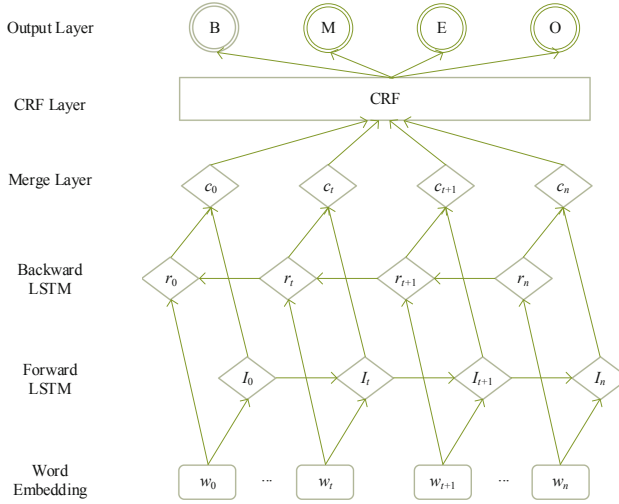 Output Layer B M E O
CRF Layer CRF
Merge Layer c0 ct ct+1 cn
Backward
LSTM r0 rt rt+1 rn
Forward
LSTM I0 It It+1 In
Word
Embedding w0 ... wt wt+1 ... wn